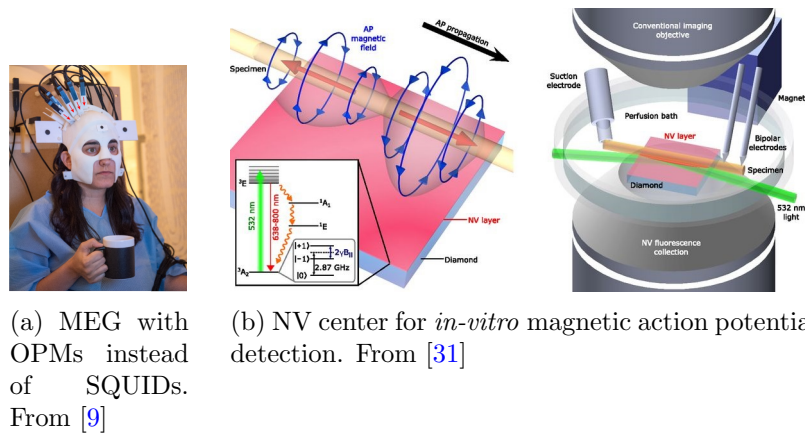 AP
magnetic
field
AP propagation
Specimen
³E
¹A₁
¹E
532 nm
638-800 nm
³A₂
|+1⟩
|−1⟩
|0⟩
2γB||
2.87 GHz
NV layer
Diamond
Conventional imaging
objective
Suction
electrode
Magnet
Perfusion bath
NV layer
Bipolar
electrodes
Specimen
Diamond
532 nm
light
NV fluorescence
collection
(a) MEG with
OPMs instead
of SQUIDs.
From [9]
(b) NV center for in-vitro magnetic action potentia
detection. From [31]